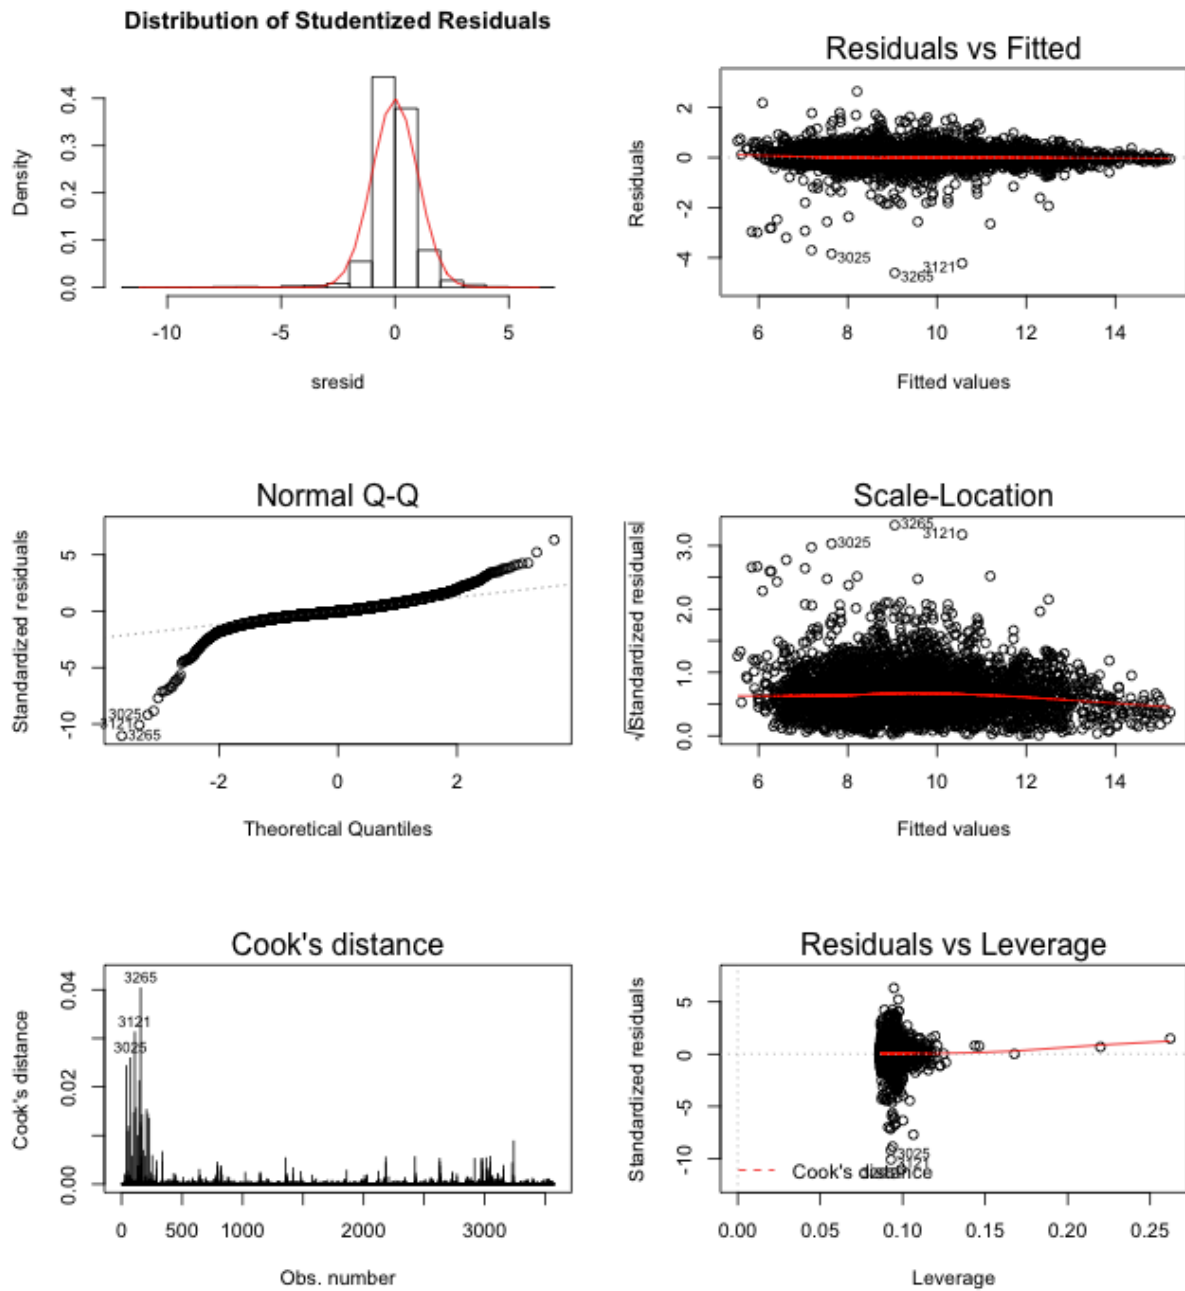 Distribution of Studentized Residuals
Density
0.0 0.1 0.2 0.3 0.4
-10 -5 0 5
sresid
Residuals vs Fitted
Residuals
-4 -2 0 2
3025
3265
3121
6 8 10 12 14
Fitted values
Normal Q-Q
Standardized residuals
-10 -5 0 5
3025
3121
3265
-2 0 2
Theoretical Quantiles
Scale-Location
√|Standardized residuals|
0.0 1.0 2.0 3.0
3265
3121
3025
6 8 10 12 14
Fitted values
Cook's distance
Cook's distance
0.00 0.02 0.04
3265
3121
3025
0 500 1000 2000 3000
Obs. number
Residuals vs Leverage
Standardized residuals
-10 -5 0 5
3025
3121
Cook's distance
0.00 0.05 0.10 0.15 0.20 0.25
Leverage